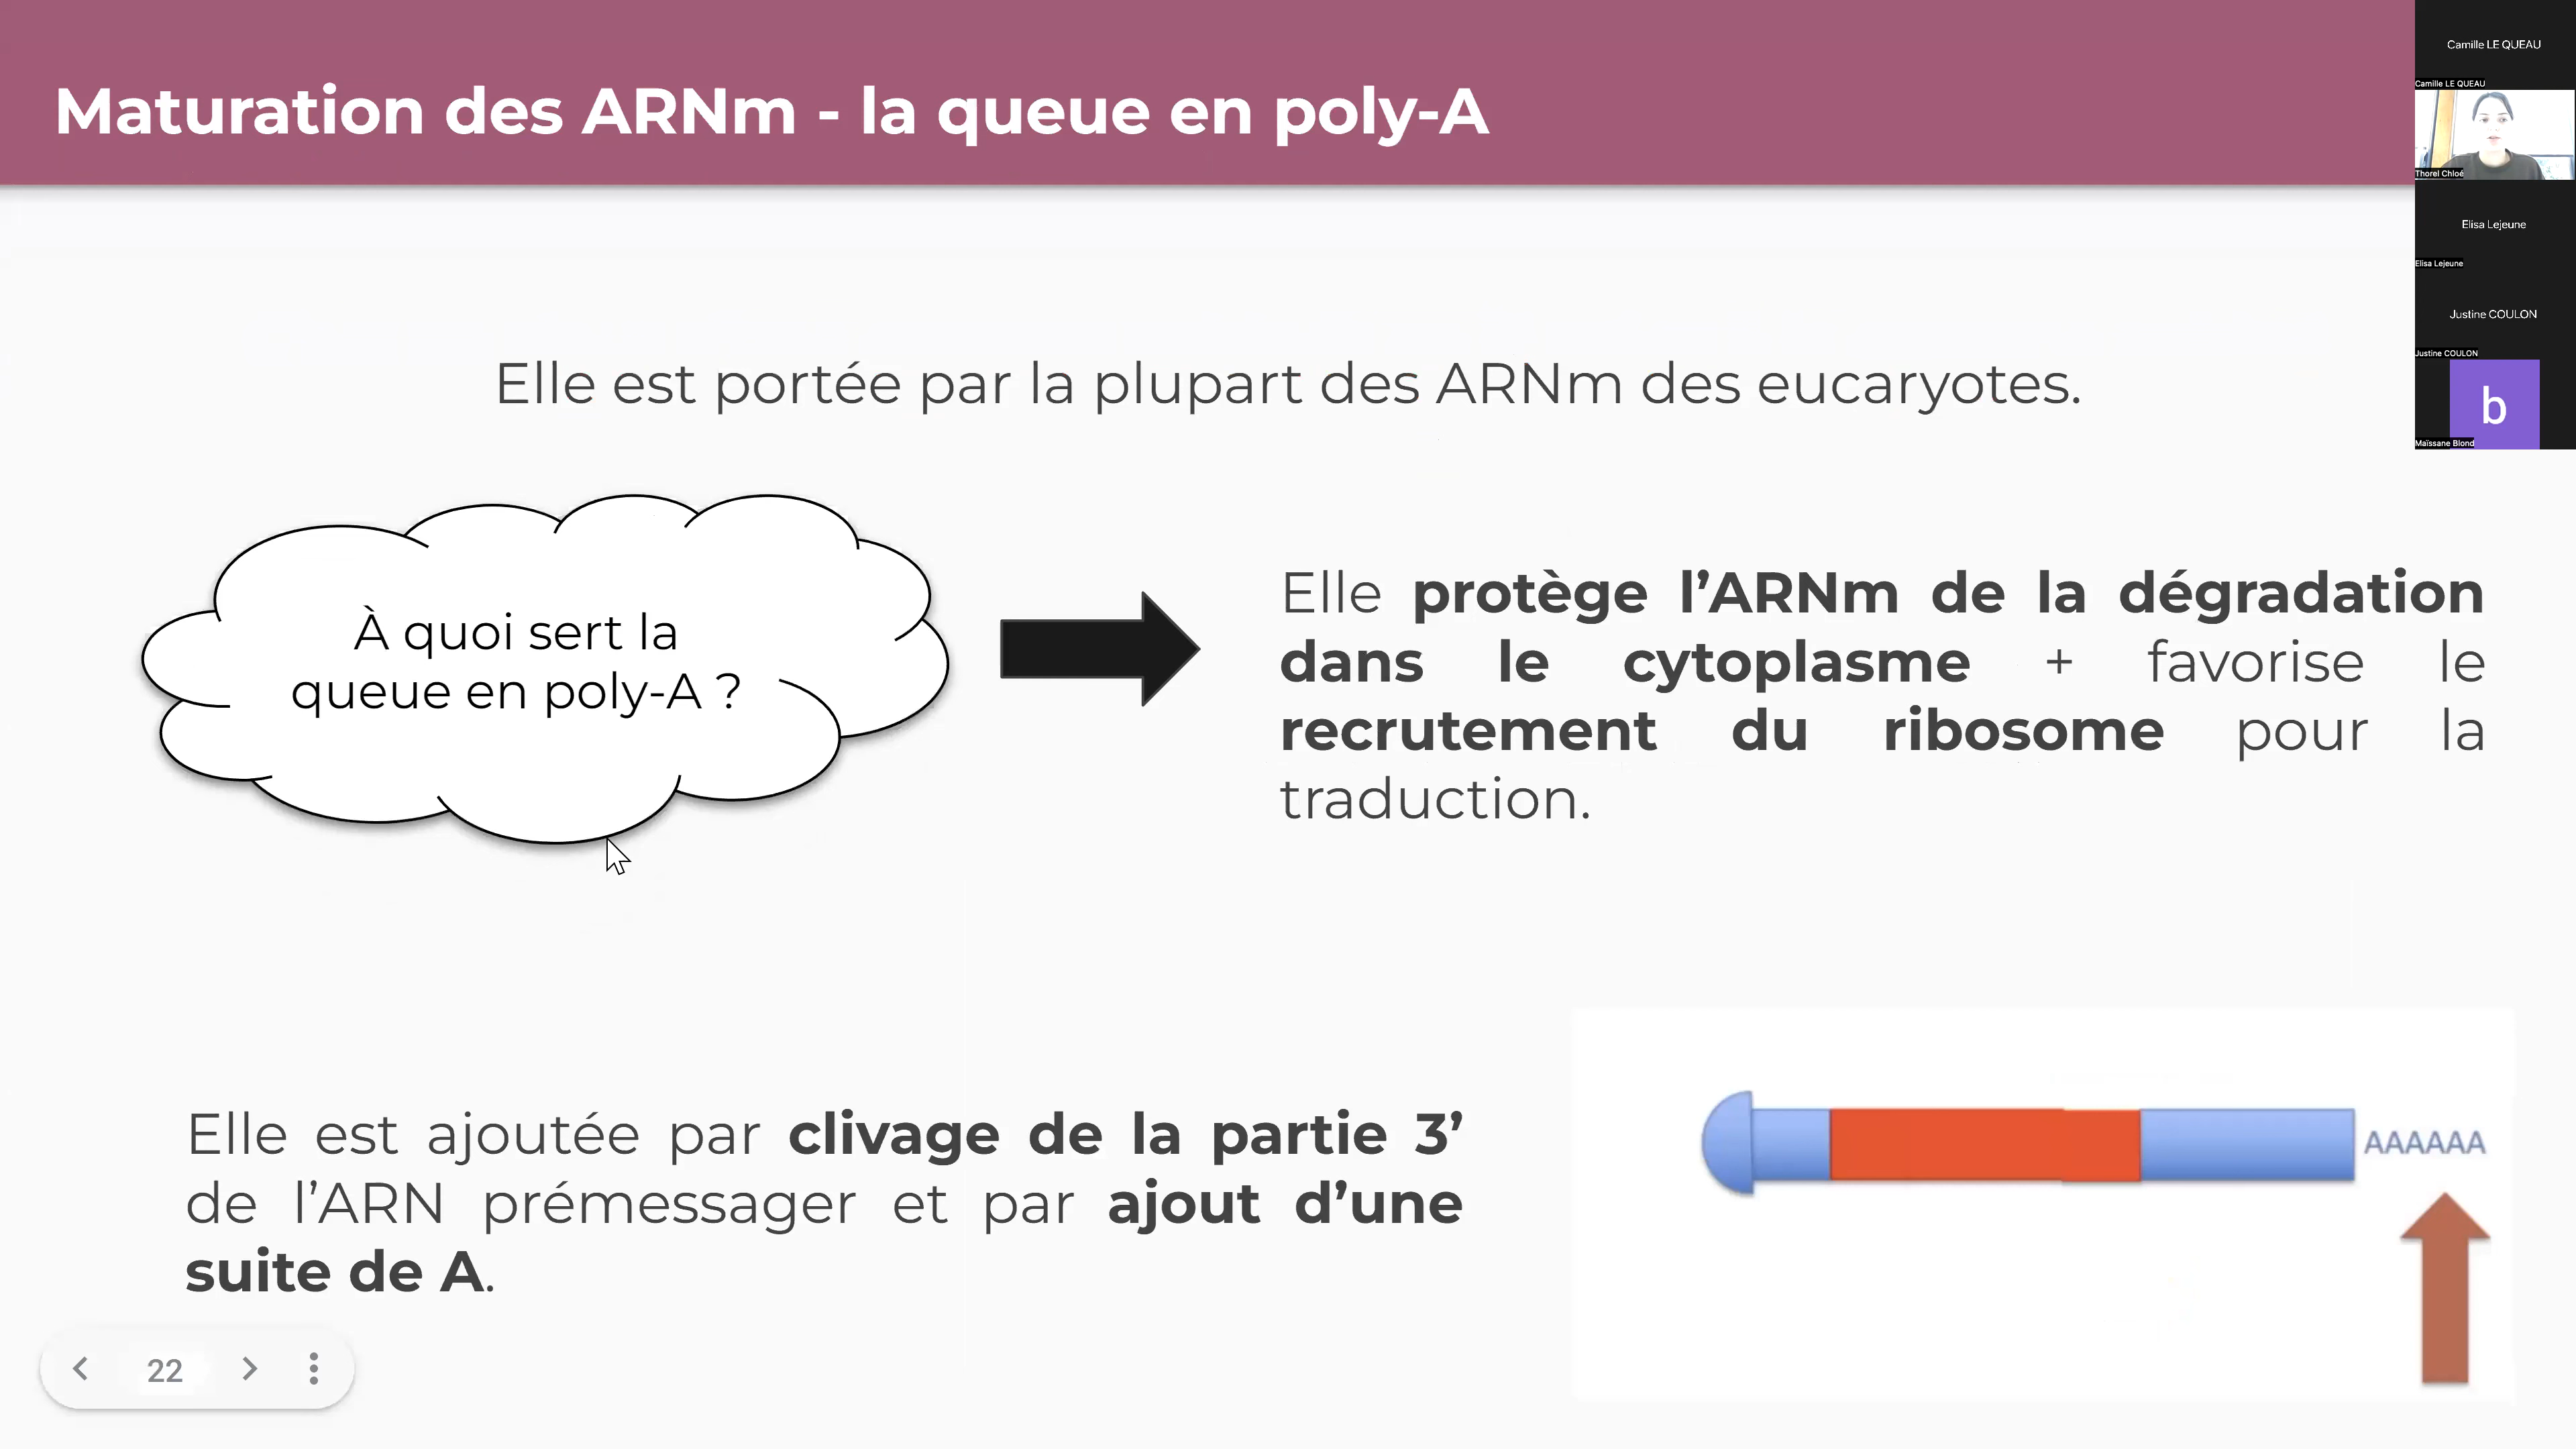 Maturation des ARNm - la queue en poly-A
Camille LE QUEAU
Camille LE QUEAU
Thorel Chloé
Elisa Lejeune
Elisa Lejeune
Justine COULON
Justine COULON
b
Maïssane Blond
Elle est portée par la plupart des ARNm des eucaryotes.
À quoi sert la
queue en poly-A ?
Elle protège l’ARNm de la dégradation
dans le cytoplasme + favorise le
recrutement du ribosome pour la
traduction.
Elle est ajoutée par clivage de la partie 3’
de l’ARN prémessager et par ajout d’une
suite de A.
AAAAAA
22